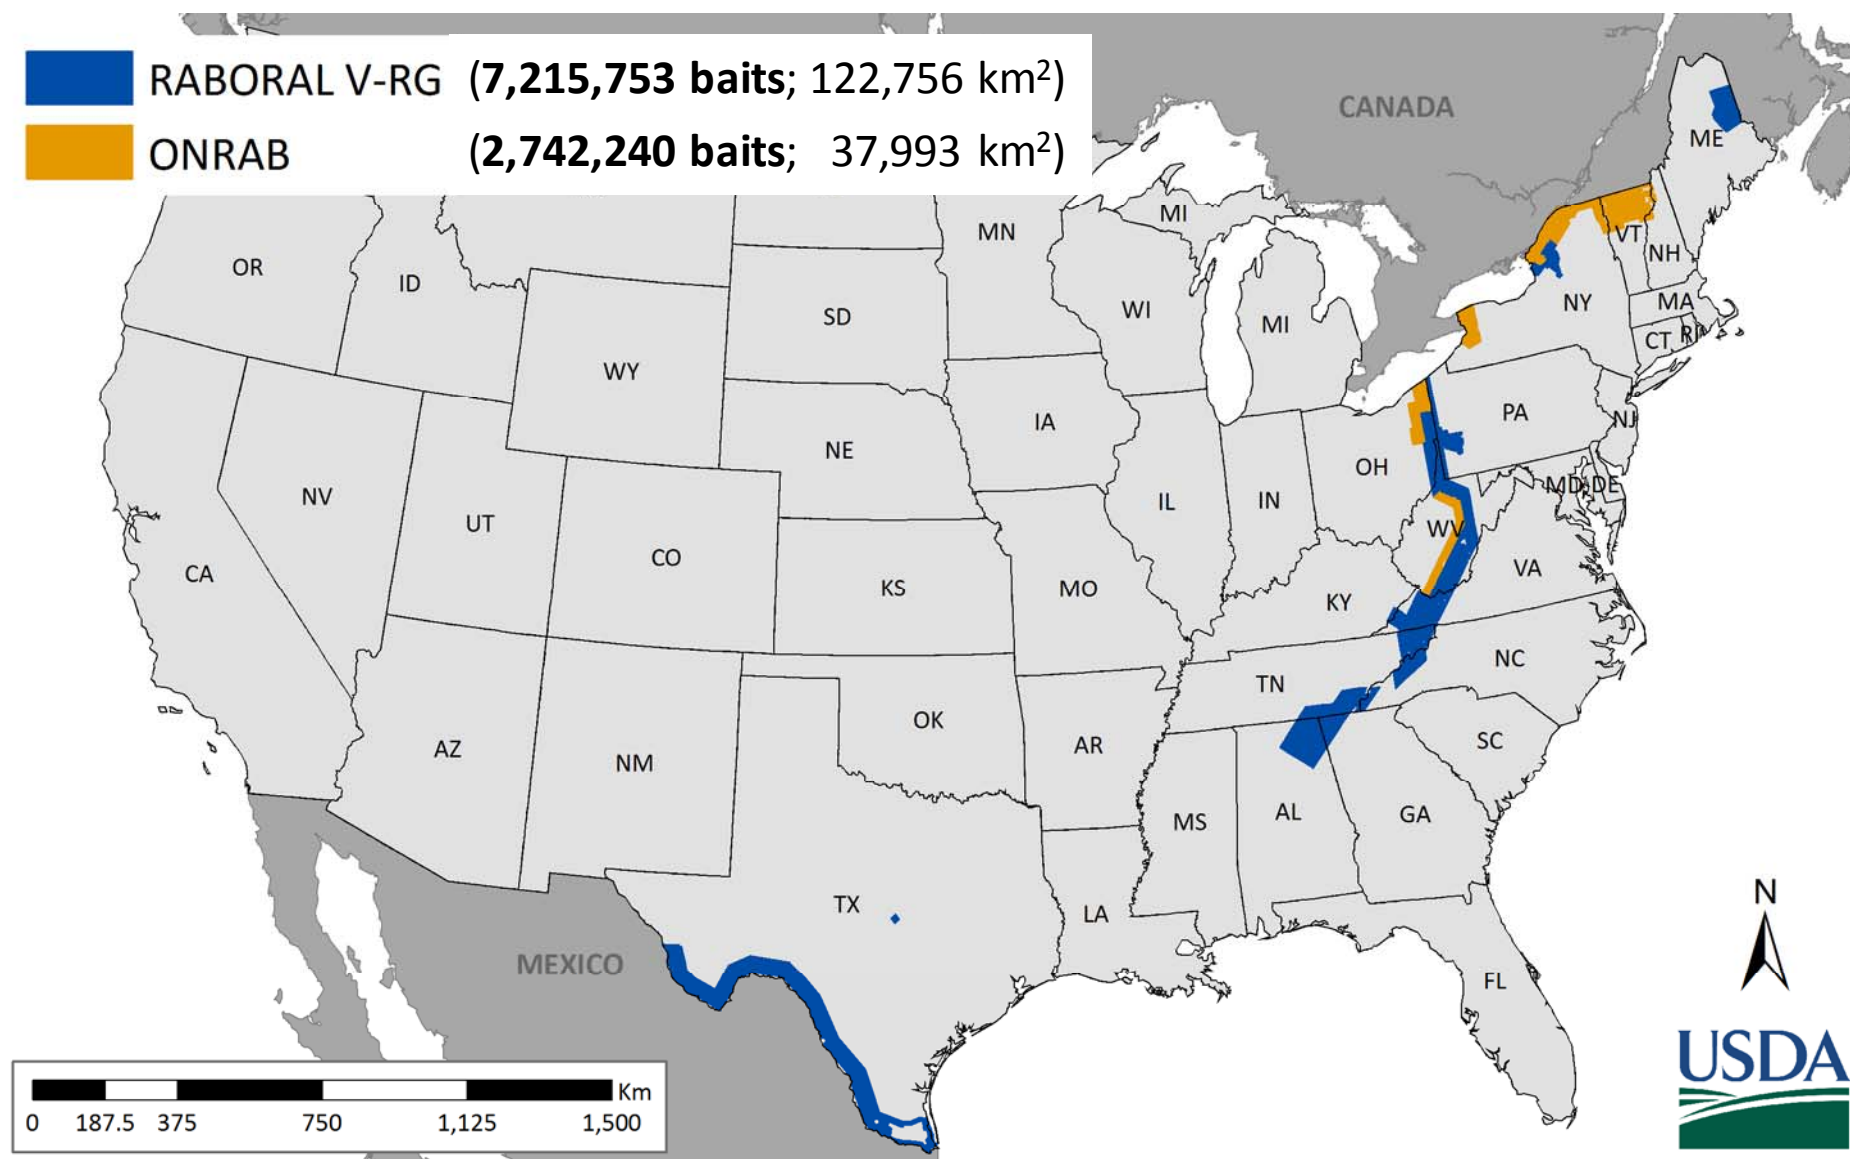 RABORAL V-RG (7,215,753 baits; 122,756 km²)
ONRAB (2,742,240 baits; 37,993 km²)
CANADA
ME
MI
MN
VT
NH
OR
ID
NY
MA
WI
MI
SD
CT RI
WY
PA
NJ
IA
NE
OH
MD DE
NV
IL
IN
UT
WV
CO
VA
CA
KS
MO
KY
NC
TN
OK
AZ
NM
AR
SC
MS
AL
GA
N
TX
LA
MEXICO
FL
USDA
Km
0 187.5 375 750 1,125 1,500